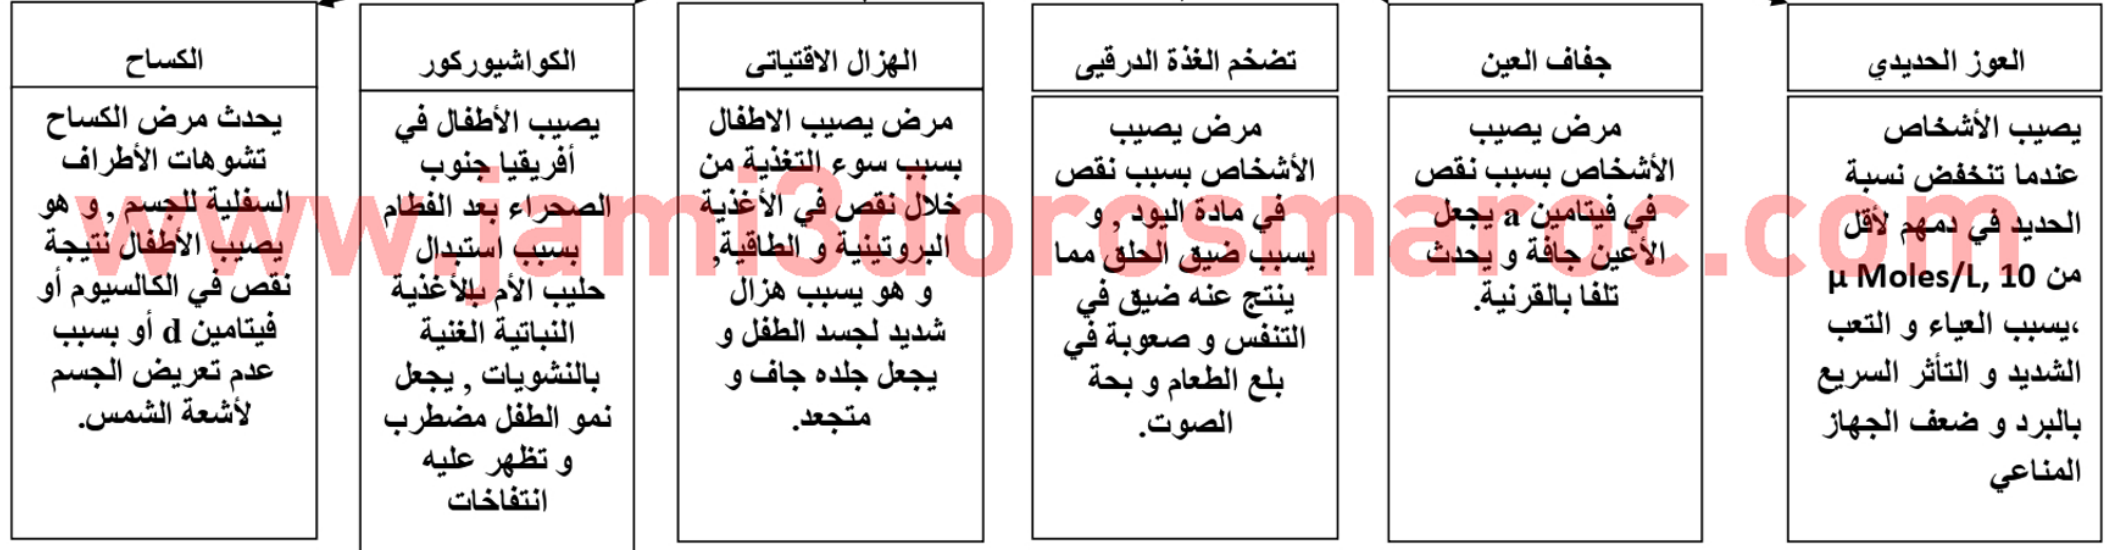 العوز الحديدي
يصيب الأشخاص
عندما تنخفض نسبة
الحديد في دمهم لأقل
من 10 ,µ Moles/L
،يسبب العياء و التعب
الشديد و التأثر السريع
بالبرد و ضعف الجهاز
المناعي
جفاف العين
مرض يصيب
الأشخاص بسبب نقص
في فيتامين a يجعل
الأعين جافة و يحدث
تلفا بالقرنية.
تضخم الغذة الدرقيى
مرض يصيب
الأشخاص بسبب نقص
في مادة اليود , و
يسبب ضيق الحلق مما
ينتج عنه ضيق في
التنفس و صعوبة في
بلع الطعام و بحة
الصوت.
الهزال الاقتياتى
مرض يصيب الاطفال
بسبب سوء التغذية من
خلال نقص في الأغذية
البروتينية و الطاقية,
و هو يسبب هزال
شديد لجسد الطفل و
يجعل جلده جاف و
متجعد.
الكواشيوركور
يصيب الأطفال في
أفريقيا جنوب
الصحراء بعد الفطام
بسبب استبدال
حليب الأم بالأغذية
النباتية الغنية
بالنشويات , يجعل
نمو الطفل مضطرب
و تظهر عليه
انتفاخات
الكساح
يحدث مرض الكساح
تشوهات الأطراف
السفلية للجسم , و هو
يصيب الأطفال نتيجة
نقص في الكالسيوم أو
فيتامين d أو بسبب
عدم تعريض الجسم
لأشعة الشمس.
www.jami3dorosmaroc.com